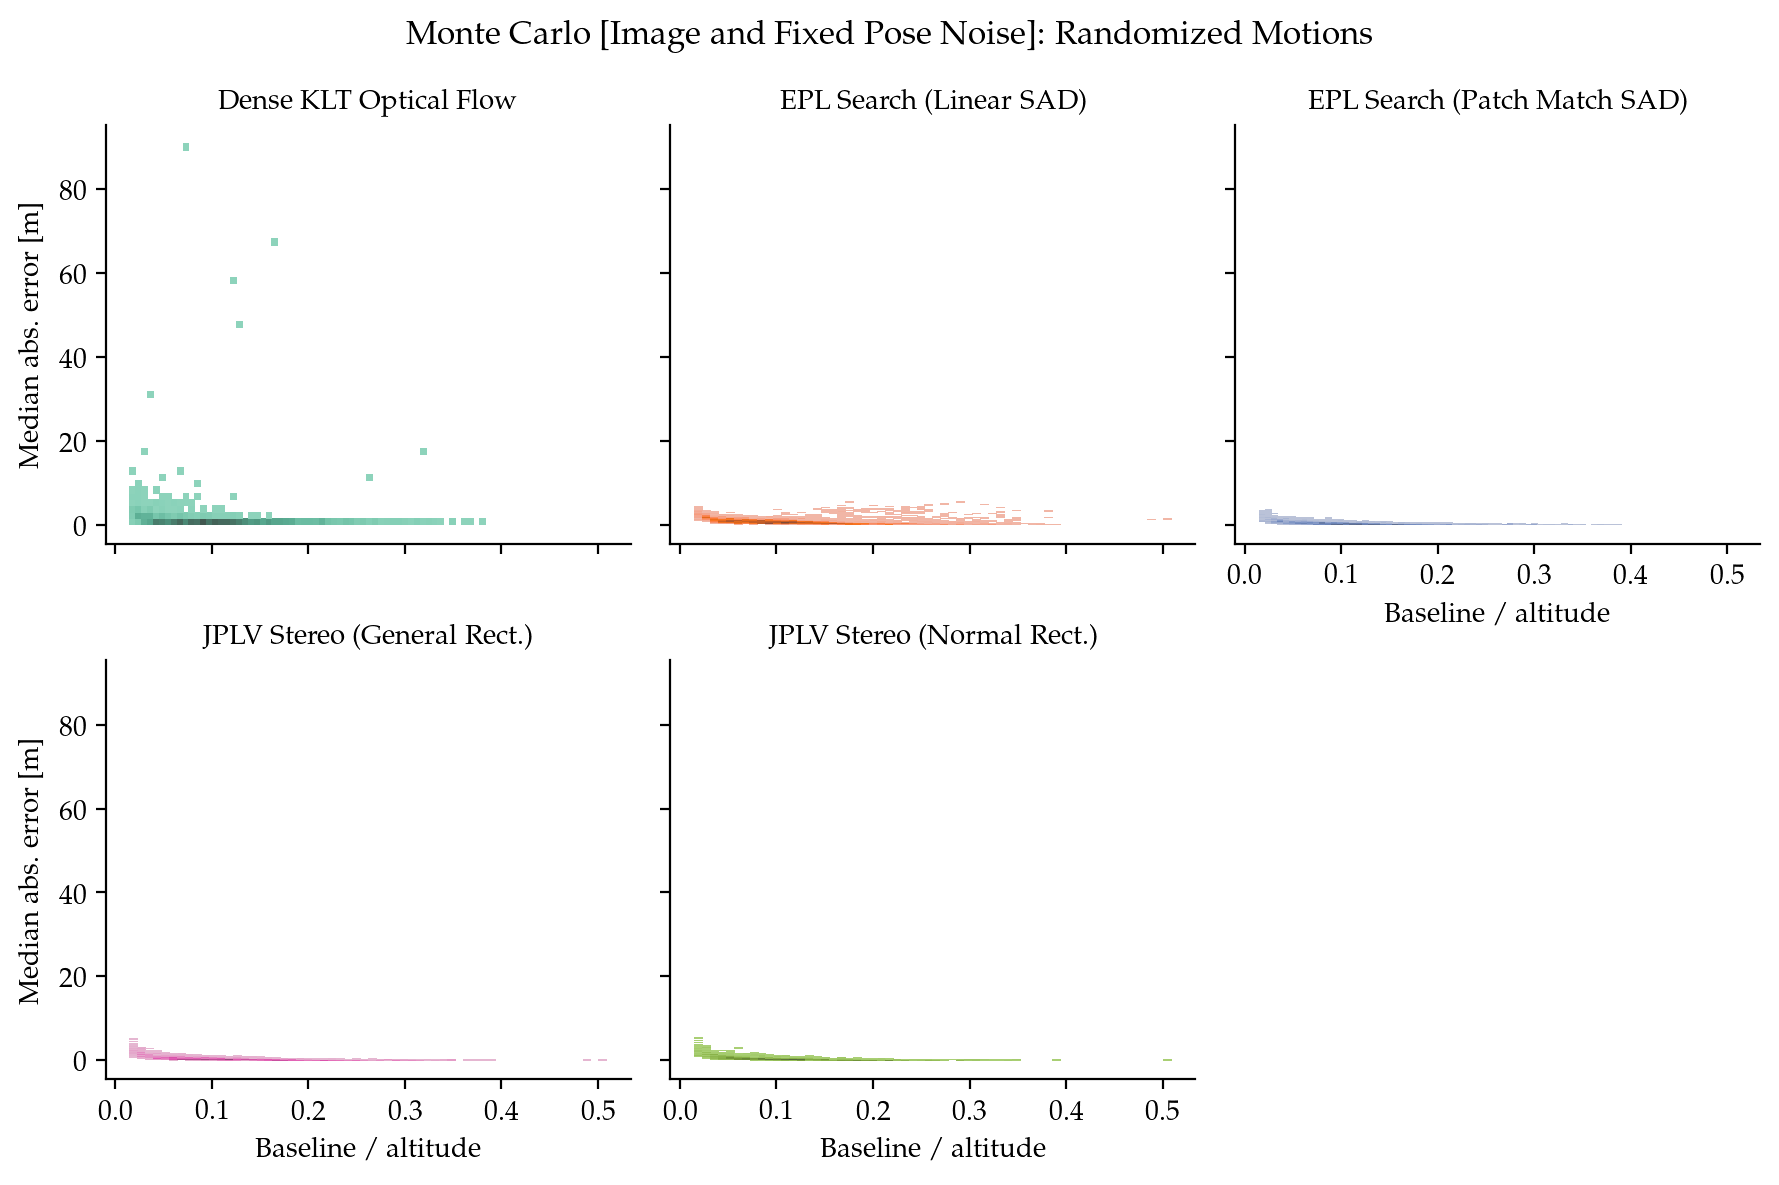 Monte Carlo [Image and Fixed Pose Noise]: Randomized Motions
Dense KLT Optical Flow
EPL Search (Linear SAD)
EPL Search (Patch Match SAD)
Median abs. error [m]
80
60
40
20
0
0.0 0.1 0.2 0.3 0.4 0.5
Baseline / altitude
JPLV Stereo (General Rect.)
JPLV Stereo (Normal Rect.)
Median abs. error [m]
80
60
40
20
0
0.0 0.1 0.2 0.3 0.4 0.5
Baseline / altitude
0.0 0.1 0.2 0.3 0.4 0.5
Baseline / altitude